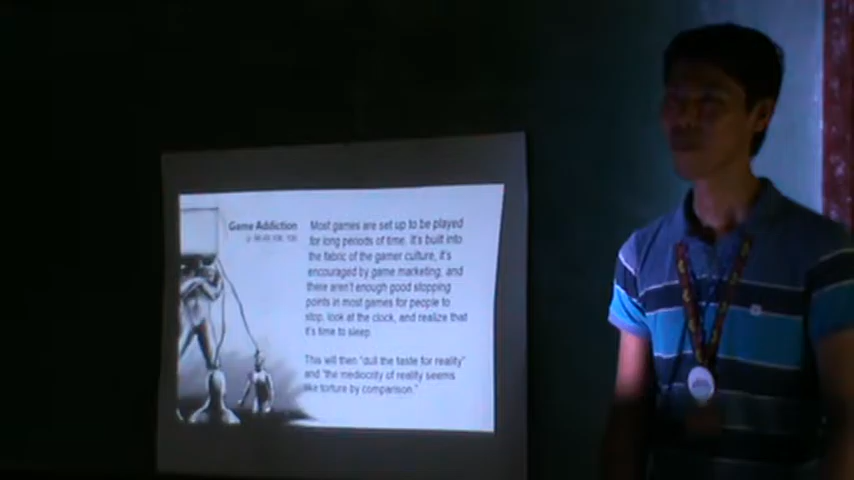 Game Addiction
Most games are set up to be played
for long periods of time. It's built into
the fabric of the gamer culture, it's
encouraged by game marketing, and
there aren't enough good stopping
points in most games for people to
stop, look at the clock, and realize that
it's time to sleep.
This will then "dull the taste for reality"
and "the mediocrity of reality seems
like torture by comparison."